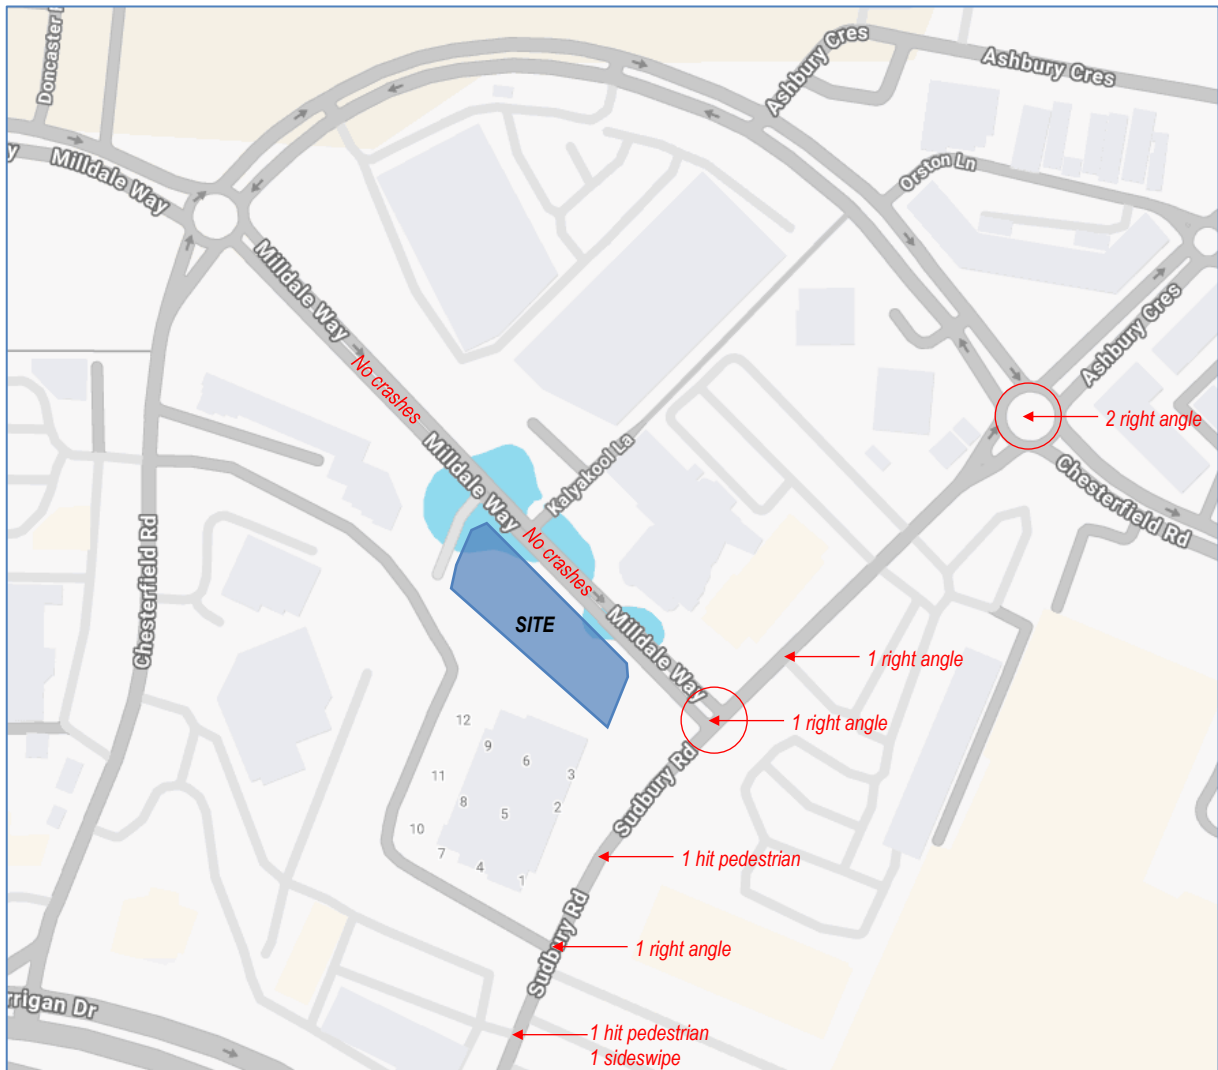 Doncaster
Ashbury Cres
Ashbury Cres
y
Milldale Way
Orston Ln
Milldale Way
Ashbury Cres
No crashes
2 right angle
Milldale Way
Kalyakool La
Chesterfield Rd
Chesterfield Rd
No crashes
SITE
Milldale Way
1 right angle
1 right angle
12
9
6
3
11
8
5
2
10
7
4
1
Sudbury Rd
1 hit pedestrian
Sudbury Rd
1 right angle
rrigan Dr
1 hit pedestrian
1 sideswipe